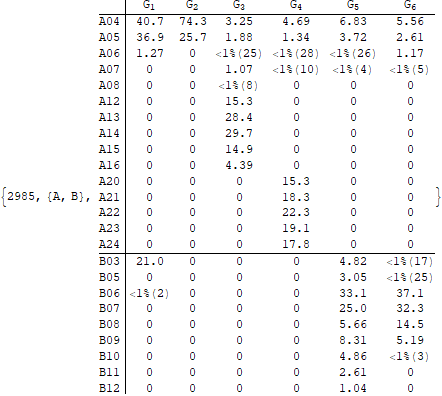 G1 G2 G3 G4 G5 G6
A04 40.7 74.3 3.25 4.69 6.83 5.56
A05 36.9 25.7 1.88 1.34 3.72 2.61
A06 1.27 0 <1%(25) <1%(28) <1%(26) 1.17
A07 0 0 1.07 <1%(10) <1%(4) <1%(5)
A08 0 0 <1%(8) 0 0 0
A12 0 0 15.3 0 0 0
A13 0 0 28.4 0 0 0
A14 0 0 29.7 0 0 0
A15 0 0 14.9 0 0 0
A16 0 0 4.39 0 0 0
A20 0 0 0 15.3 0 0
{2985, {A, B}, A21 0 0 0 18.3 0 0 }
A22 0 0 0 22.3 0 0
A23 0 0 0 19.1 0 0
A24 0 0 0 17.8 0 0
B03 21.0 0 0 0 4.82 <1%(17)
B05 0 0 0 0 3.05 <1%(25)
B06 <1%(2) 0 0 0 33.1 37.1
B07 0 0 0 0 25.0 32.3
B08 0 0 0 0 5.66 14.5
B09 0 0 0 0 8.31 5.19
B10 0 0 0 0 4.86 <1%(3)
B11 0 0 0 0 2.61 0
B12 0 0 0 0 1.04 0